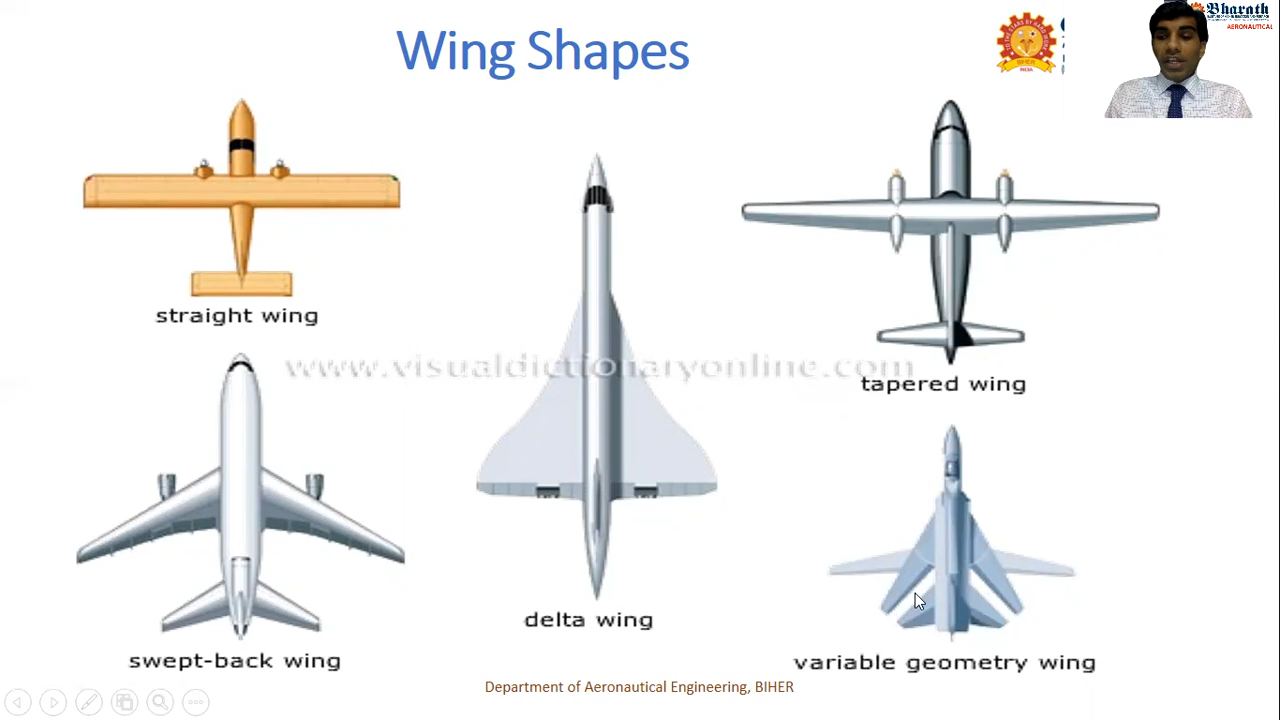 Wing Shapes
Bharath
AERONAUTICAL
BIHER
straight wing
www.visualdictionaryonline.com
tapered wing
delta wing
swept-back wing
variable geometry wing
Department of Aeronautical Engineering, BIHER